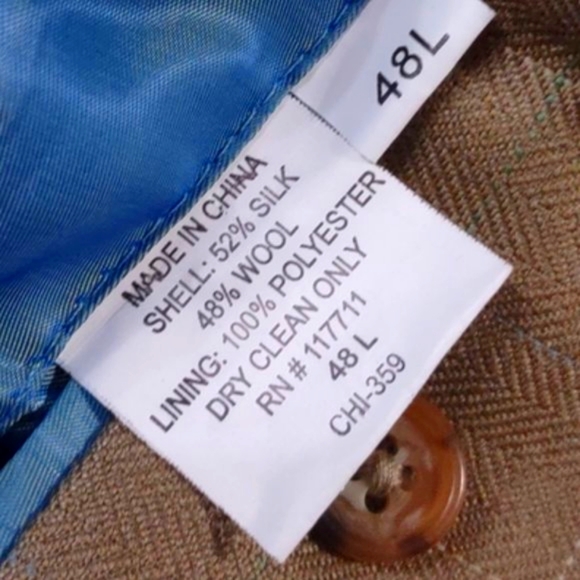 48L
MADE IN CHINA
SHELL: 52% SILK
48% WOOL
LINING: 100% POLYESTER
DRY CLEAN ONLY
RN # 117711
48 L
CHI-359